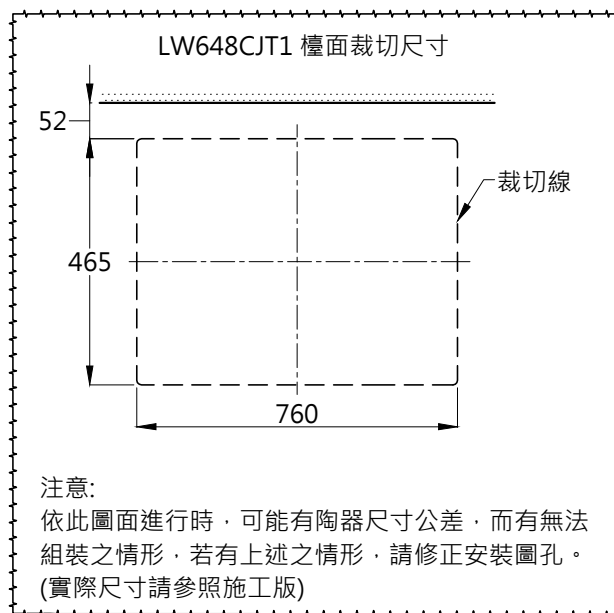 LW648CJT1 檯面裁切尺寸
52
裁切線
465
760
注意:
依此圖面進行時，可能有陶器尺寸公差，而有無法
組裝之情形，若有上述之情形，請修正安裝圖孔。
(實際尺寸請參照施工版)